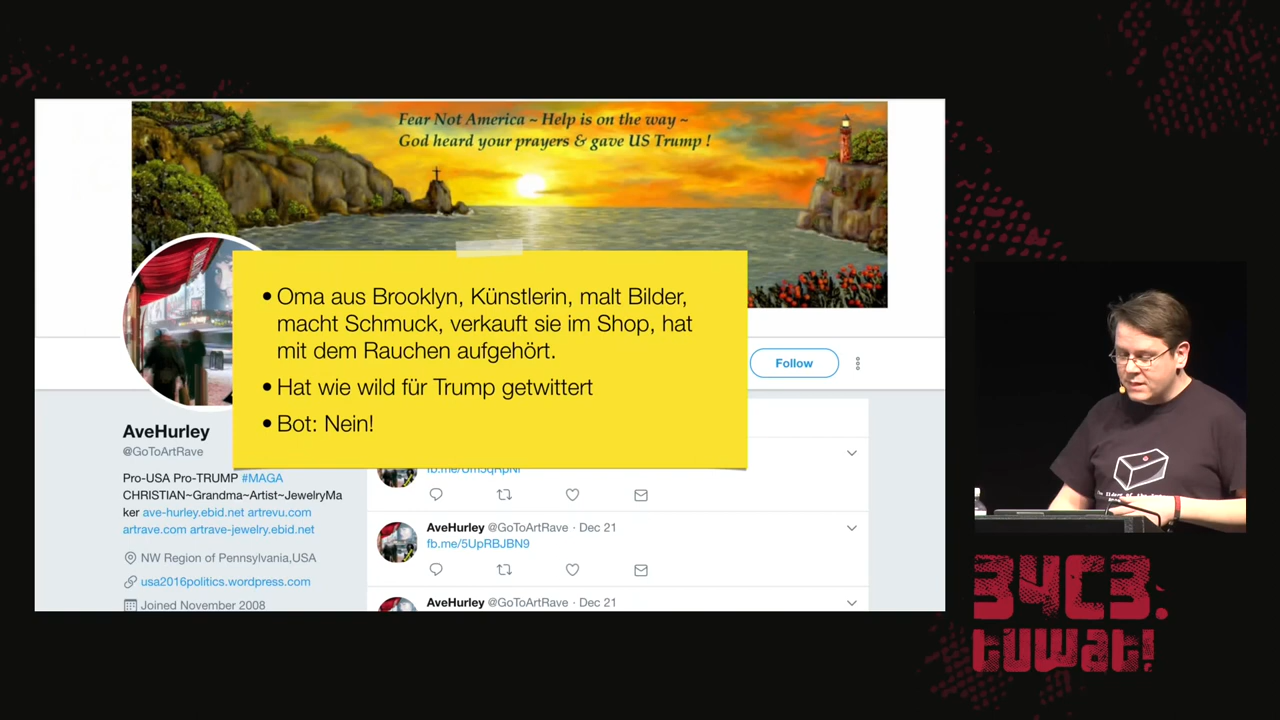 Fear Not America ~ Help is on the way ~
God heard your prayers & gave US Trump !
• Oma aus Brooklyn, Künstlerin, malt Bilder,
macht Schmuck, verkauft sie im Shop, hat
mit dem Rauchen aufgehört.
• Hat wie wild für Trump getwittert
• Bot: Nein!
Follow
AveHurley
@GoToArtRave
Pro-USA Pro-TRUMP #MAGA
CHRISTIAN~Grandma~Artist~JewelryMa
ker ave-hurley.ebid.net artrevu.com
artrave.com artrave-jewelry.ebid.net
NW Region of Pennsylvania,USA
usa2016politics.wordpress.com
Joined November 2008
AveHurley @GoToArtRave · Dec 21
fb.me/5UpRBJBN9
AveHurley @GoToArtRave · Dec 21
34C3.
tuwat!